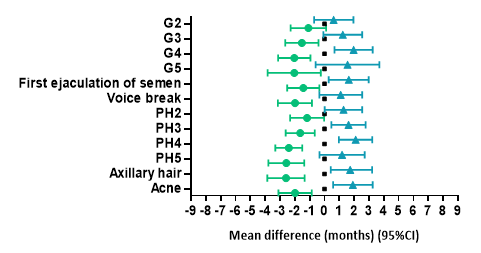 G2
G3
G4
G5
First ejaculation of semen
Voice break
PH2
PH3
PH4
PH5
Axillary hair
Acne
-9 -8 -7 -6 -5 -4 -3 -2 -1 0 1 2 3 4 5 6 7 8 9
Mean difference (months) (95%CI)